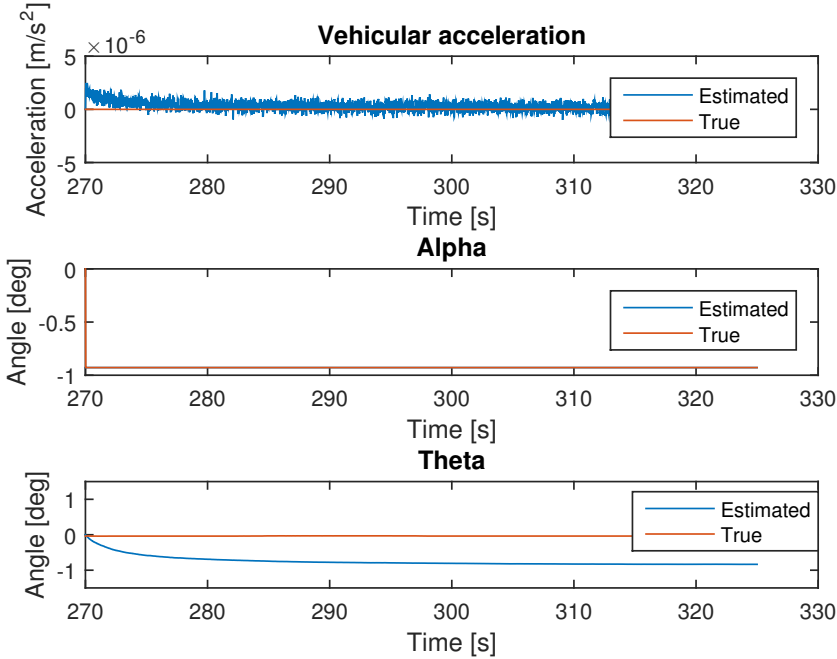 ×10⁻⁶
Vehicular acceleration
Acceleration [m/s²]
5
0
-5
Estimated
True
270 280 290 300 310 320 330
Time [s]
Alpha
Angle [deg]
0
-0.5
-1
Estimated
True
270 280 290 300 310 320 330
Time [s]
Theta
Angle [deg]
1
0
-1
Estimated
True
270 280 290 300 310 320 330
Time [s]